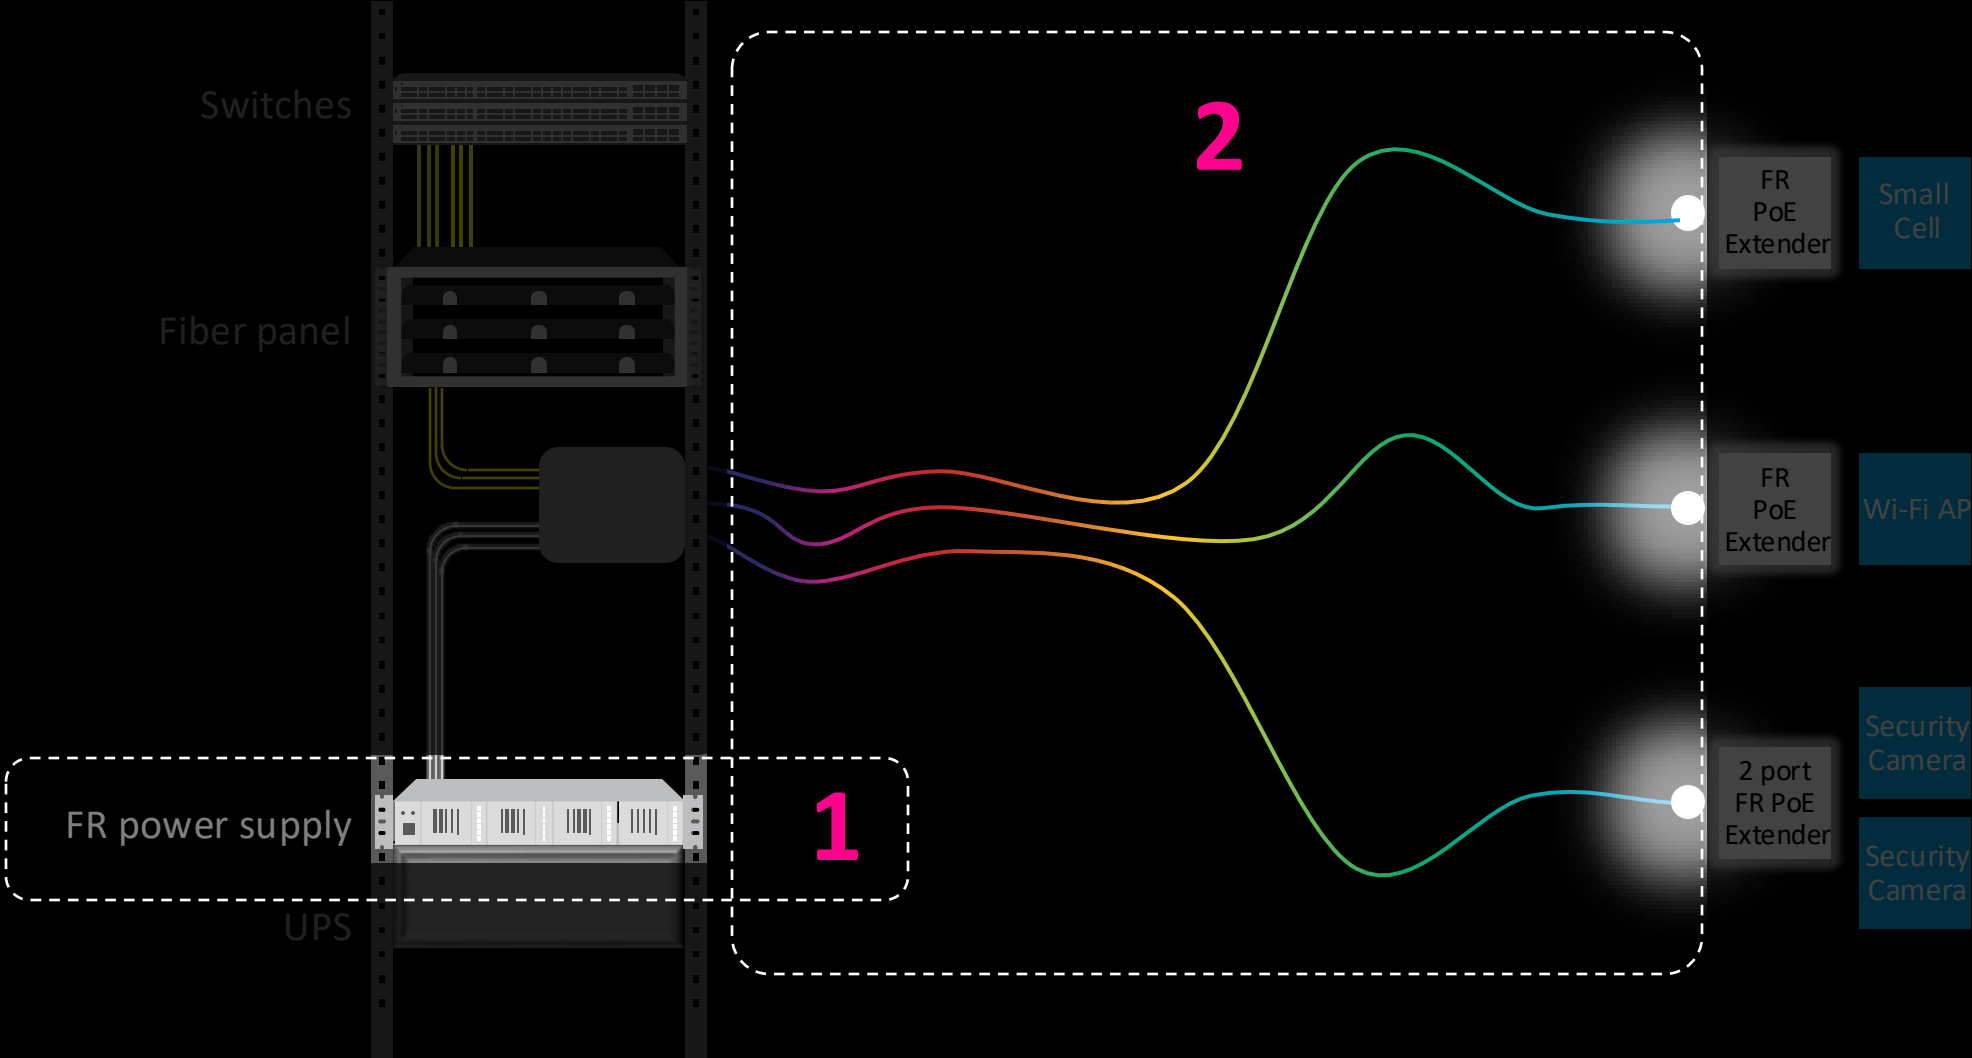 Switches
Fiber panel
FR power supply
UPS
1
2
FR
PoE
Extender
Small
Cell
FR
PoE
Extender
Wi-Fi AP
2 port
FR PoE
Extender
Security
Camera
Security
Camera